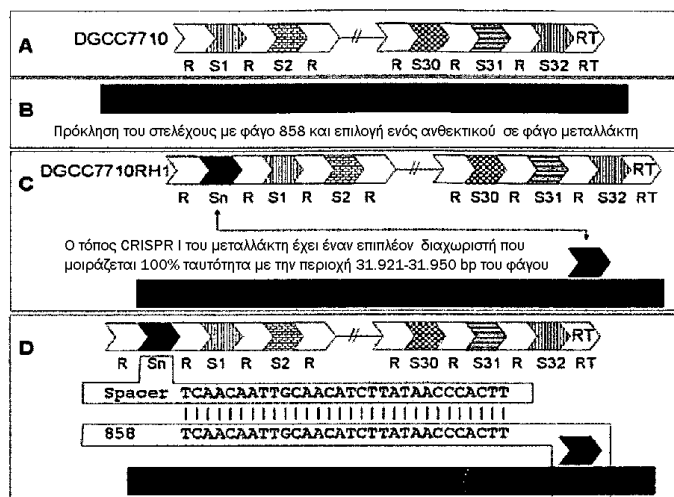 A
DGCC7710
RT
R S1 R S2 R R S30 R S31 R S32 RT
B
Πρόκληση του στελέχους με φάγο 858 και επιλογή ενός ανθεκτικού σε φάγο μεταλλάκτη
C
DGCC7710RH1
RT
R Sn R S1 R S2 R R S30 R S31 R S32 RT
Ο τόπος CRISPR I του μεταλλάκτη έχει έναν επιπλέον διαχωριστή που
μοιράζεται 100% ταυτότητα με την περιοχή 31.921-31.950 bp του φάγου
D
RT
R Sn R S1 R S2 R R S30 R S31 R S32 RT
Spacer TCAACAATTGCAACATCTTATAACCCACTT
858 TCAACAATTGCAACATCTTATAACCCACTT